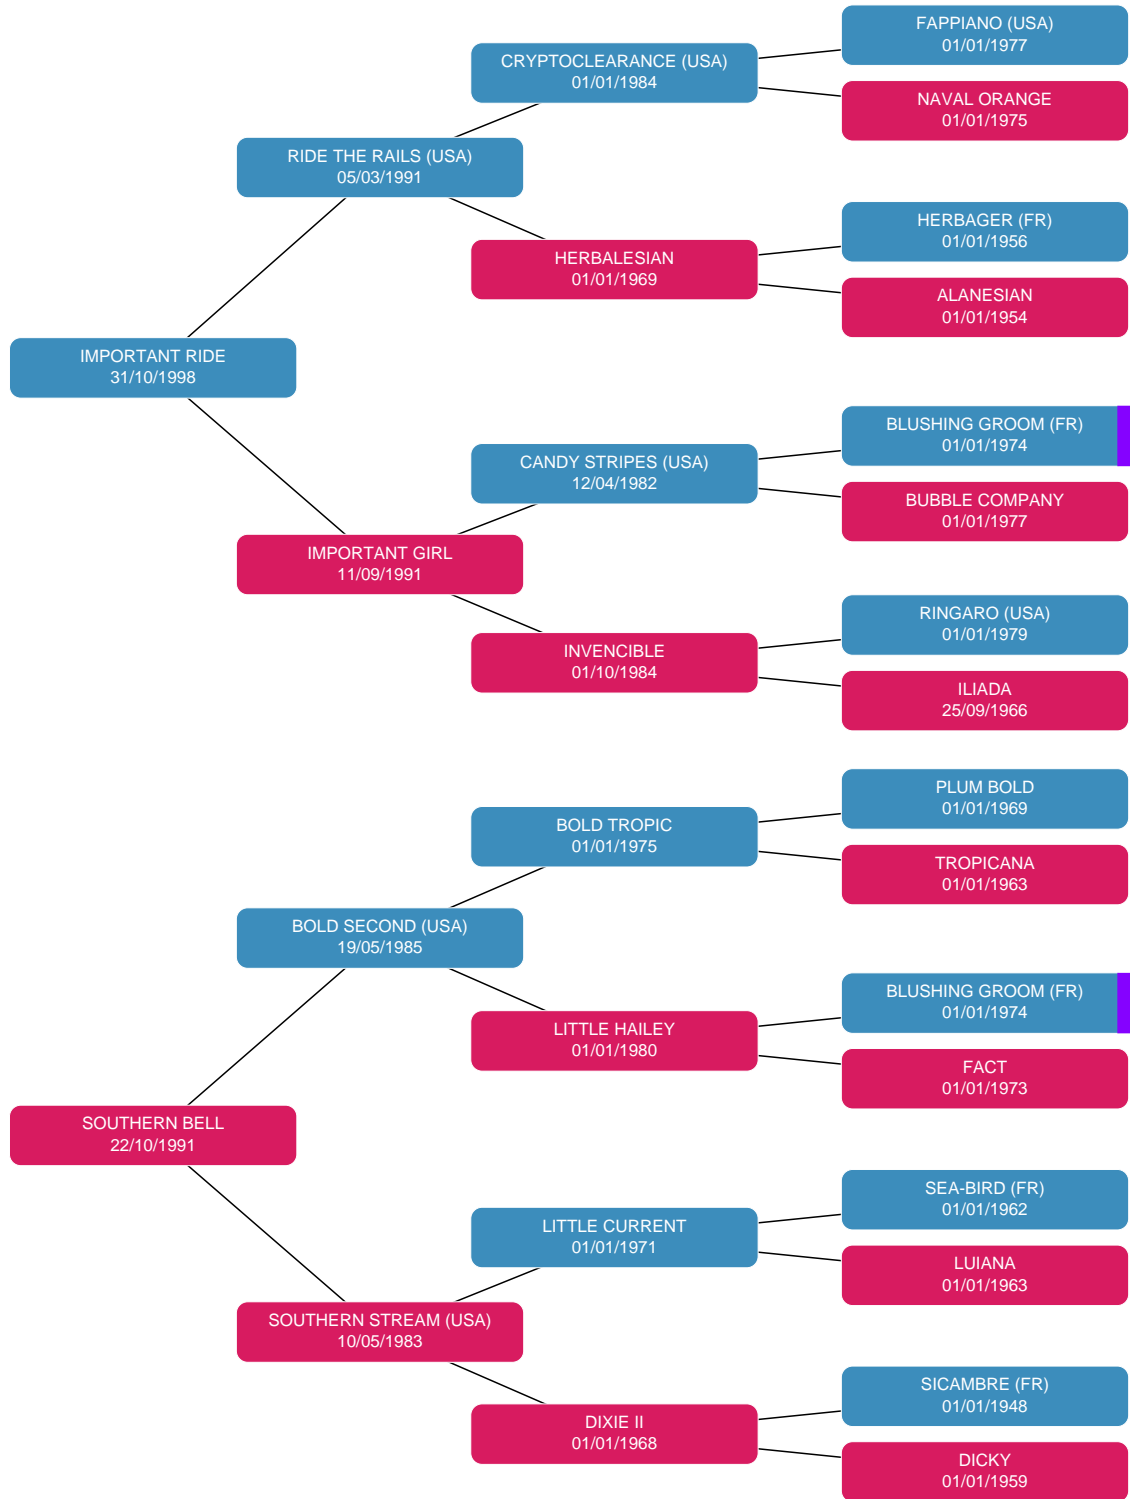 FAPPIANO (USA)
01/01/1977
CRYPTOCLEARANCE (USA)
01/01/1984
NAVAL ORANGE
01/01/1975
RIDE THE RAILS (USA)
05/03/1991
HERBAGER (FR)
01/01/1956
HERBALESIAN
01/01/1969
ALANESIAN
01/01/1954
IMPORTANT RIDE
31/10/1998
BLUSHING GROOM (FR)
01/01/1974
CANDY STRIPES (USA)
12/04/1982
BUBBLE COMPANY
01/01/1977
IMPORTANT GIRL
11/09/1991
RINGARO (USA)
01/01/1979
INVENCIBLE
01/10/1984
ILIADA
25/09/1966
PLUM BOLD
01/01/1969
BOLD TROPIC
01/01/1975
TROPICANA
01/01/1963
BOLD SECOND (USA)
19/05/1985
BLUSHING GROOM (FR)
01/01/1974
LITTLE HAILEY
01/01/1980
FACT
01/01/1973
SOUTHERN BELL
22/10/1991
SEA-BIRD (FR)
01/01/1962
LITTLE CURRENT
01/01/1971
LUIANA
01/01/1963
SOUTHERN STREAM (USA)
10/05/1983
SICAMBRE (FR)
01/01/1948
DIXIE II
01/01/1968
DICKY
01/01/1959